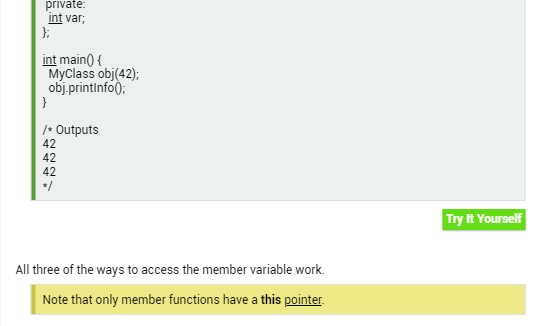 private:
int var;
};
int main() {
MyClass obj(42);
obj.printInfo();
}
/* Outputs
42
42
42
*/
Try It Yourself
All three of the ways to access the member variable work.
Note that only member functions have a this pointer.